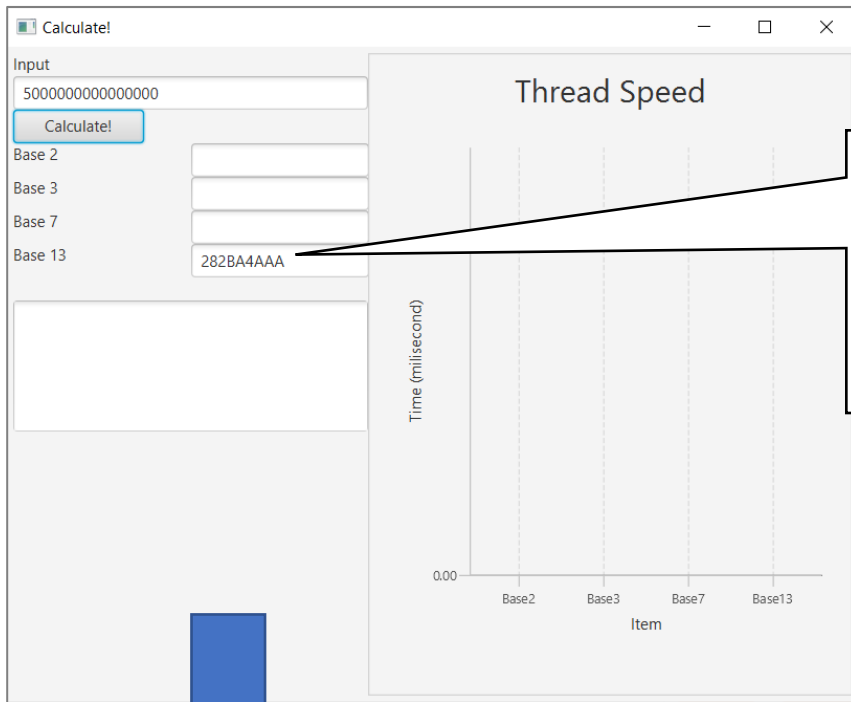 Calculate!
Input
5000000000000000
Calculate!
Base 2
Base 3
Base 7
Base 13
282BA4AAA
Thread Speed
Time (milisecond)
0.00
Base2 Base3 Base7 Base13
Item